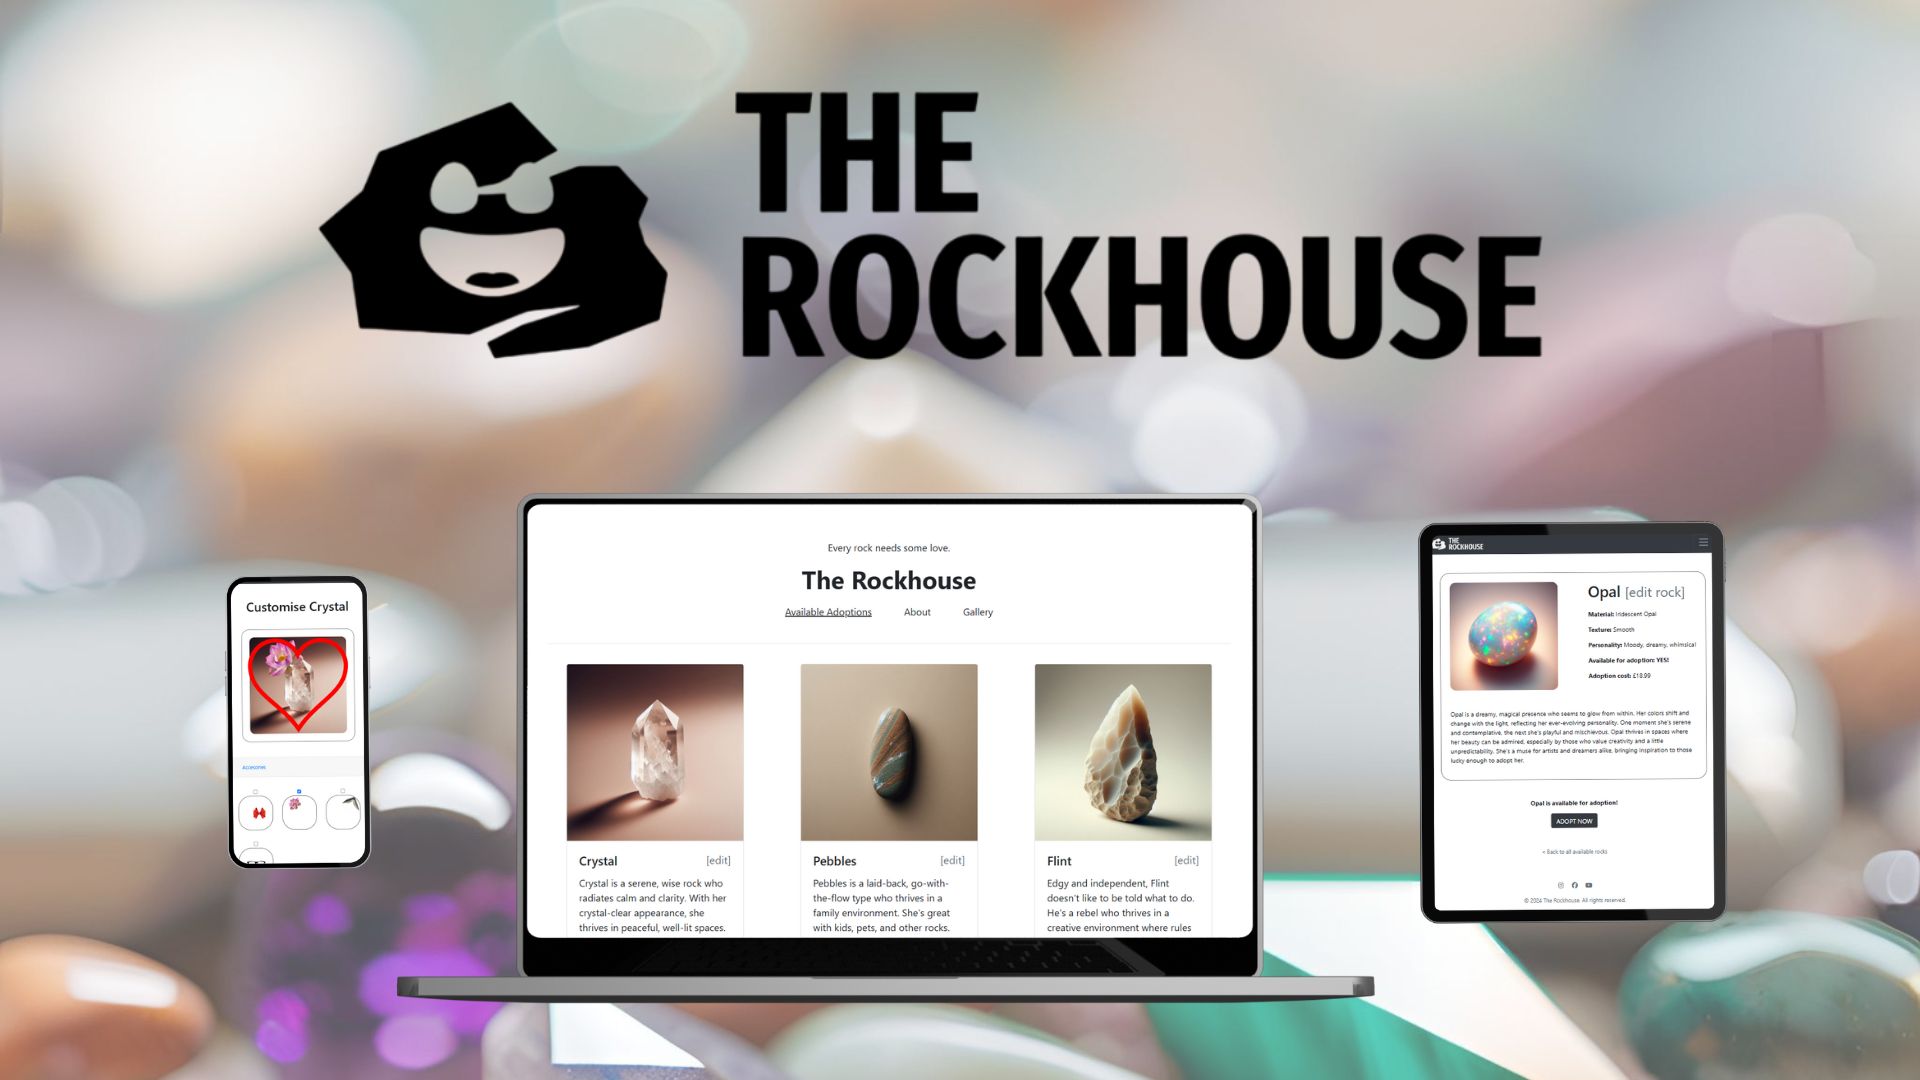 THE
ROCKHOUSE
Customise Crystal
Accesories
Every rock needs some love.
The Rockhouse
Available Adoptions About Gallery
Crystal [edit]
Crystal is a serene, wise rock who
radiates calm and clarity. With her
crystal-clear appearance, she
thrives in peaceful, well-lit spaces.
Pebbles [edit]
Pebbles is a laid-back, go-with-
the-flow type who thrives in a
family environment. She's great
with kids, pets, and other rocks.
Flint [edit]
Edgy and independent, Flint
doesn't like to be told what to do.
He's a rebel who thrives in a
creative environment where rules
THE
ROCKHOUSE
Opal [edit rock]
Material: Iridescent Opal
Texture: Smooth
Personality: Moody, dreamy, whimsical
Available for adoption: YES!
Adoption cost: £18.99
Opal is a dreamy, magical presence who seems to glow from within. Her colors shift and
change with the light, reflecting her ever-evolving personality. One moment she's serene
and contemplative, the next she's playful and mischievous. Opal thrives in spaces where
her beauty can be admired, especially by those who value creativity and a little
unpredictability. She's a muse for artists and dreamers alike, bringing inspiration to those
lucky enough to adopt her.
Opal is available for adoption!
ADOPT NOW
< Back to all available rocks
© 2024 The Rockhouse. All rights reserved.